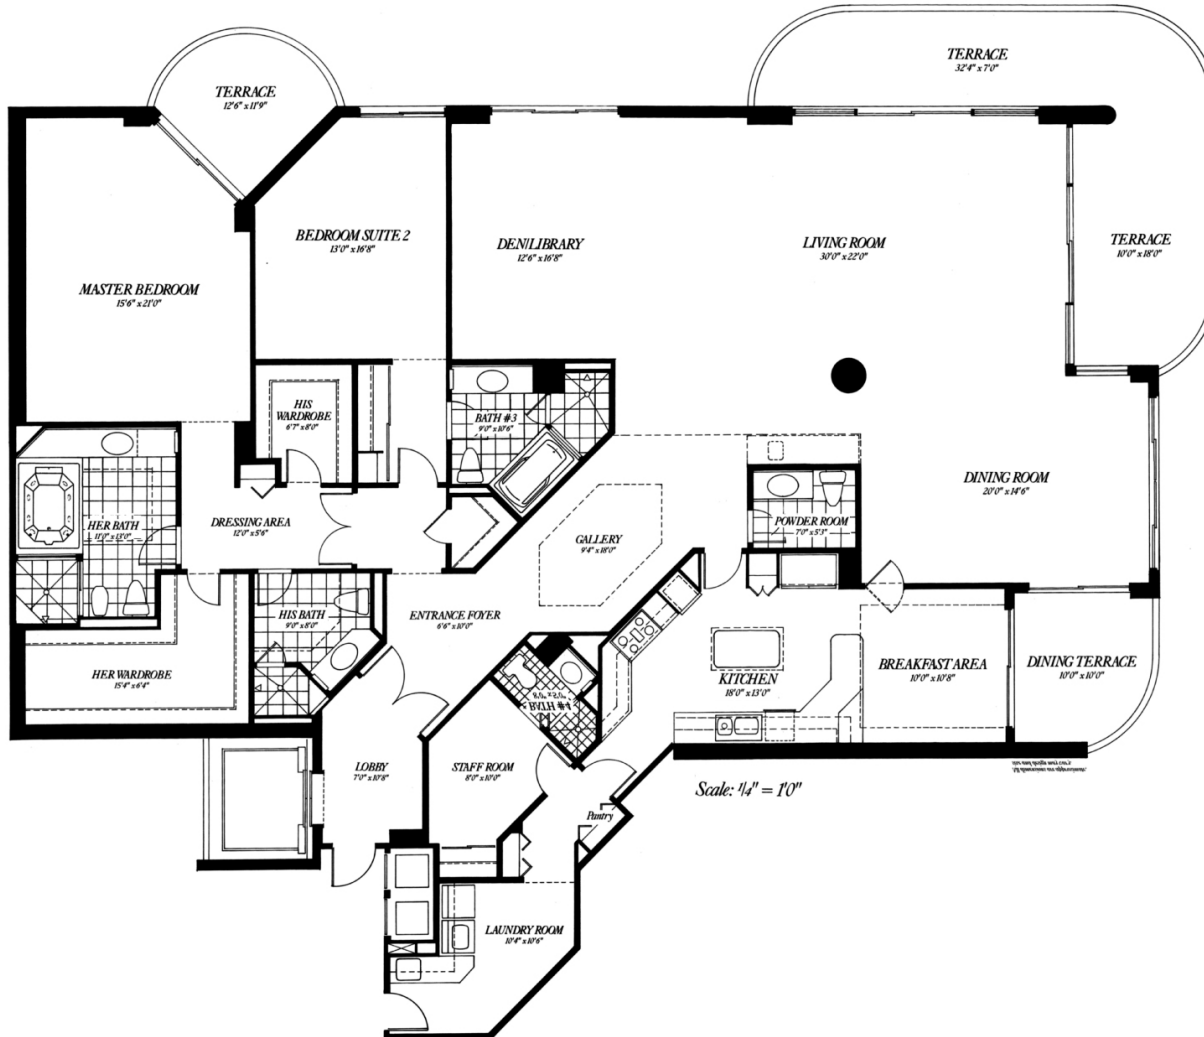 TERRACE
32'4" x 7'0"
TERRACE
12'6" x 11'9"
BEDROOM SUITE 2
13'0" x 16'8"
DEN/LIBRARY
12'6" x 16'8"
LIVING ROOM
30'0" x 22'0"
TERRACE
10'0" x 18'0"
MASTER BEDROOM
15'6" x 21'0"
HIS
WARDROBE
6'7" x 8'0"
BATH #3
9'0" x 10'6"
DINING ROOM
20'0" x 14'6"
HER BATH
11'0" x 13'0"
DRESSING AREA
12'0" x 5'6"
POWDER ROOM
7'0" x 5'3"
GALLERY
9'4" x 18'0"
HIS BATH
9'0" x 8'0"
ENTRANCE FOYER
6'6" x 10'0"
HER WARDROBE
15'4" x 6'4"
KITCHEN
18'0" x 13'0"
BREAKFAST AREA
10'0" x 10'8"
DINING TERRACE
10'0" x 10'0"
BATH #4
8'0" x 5'0"
LOBBY
7'0" x 10'8"
STAFF ROOM
8'0" x 10'0"
Scale: 1/4" = 1'0"
Pantry
LAUNDRY ROOM
10'4" x 10'6"